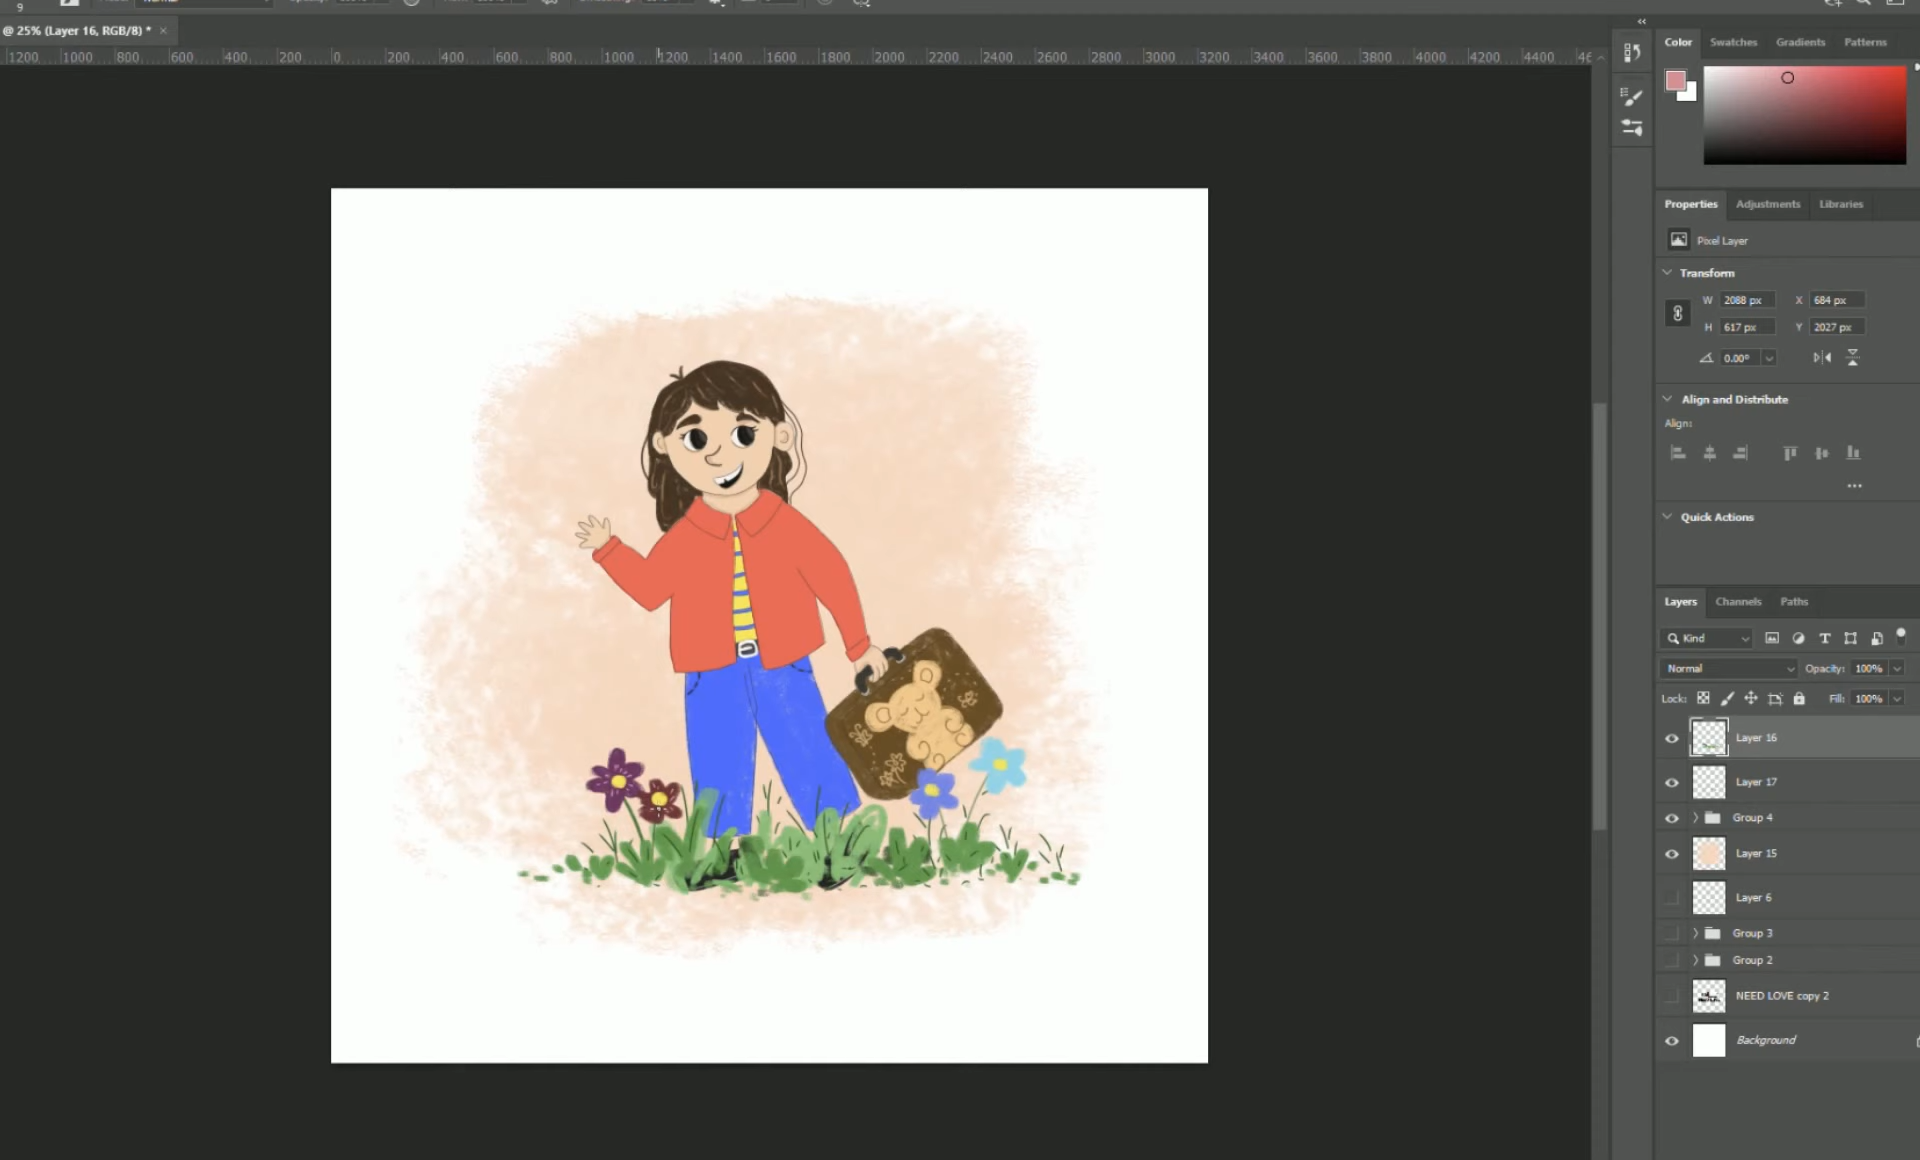 9
@ 25% (Layer 16, RGB/8) * ×
1200 1000 800 600 400 200 0 200 400 600 800 1000 1200 1400 1600 1800 2000 2200 2400 2600 2800 3000 3200 3400 3600 3800 4000 4200 4400
Color Swatches Gradients Patterns
Properties Adjustments Libraries
Pixel Layer
Transform
W 2088 px X 684 px
H 617 px Y 2027 px
0.00°
Align and Distribute
Align:
Quick Actions
Layers Channels Paths
Kind
Normal Opacity: 100%
Lock: Fill: 100%
Layer 16
Layer 17
Group 4
Layer 15
Layer 6
Group 3
Group 2
NEED LOVE copy 2
Background